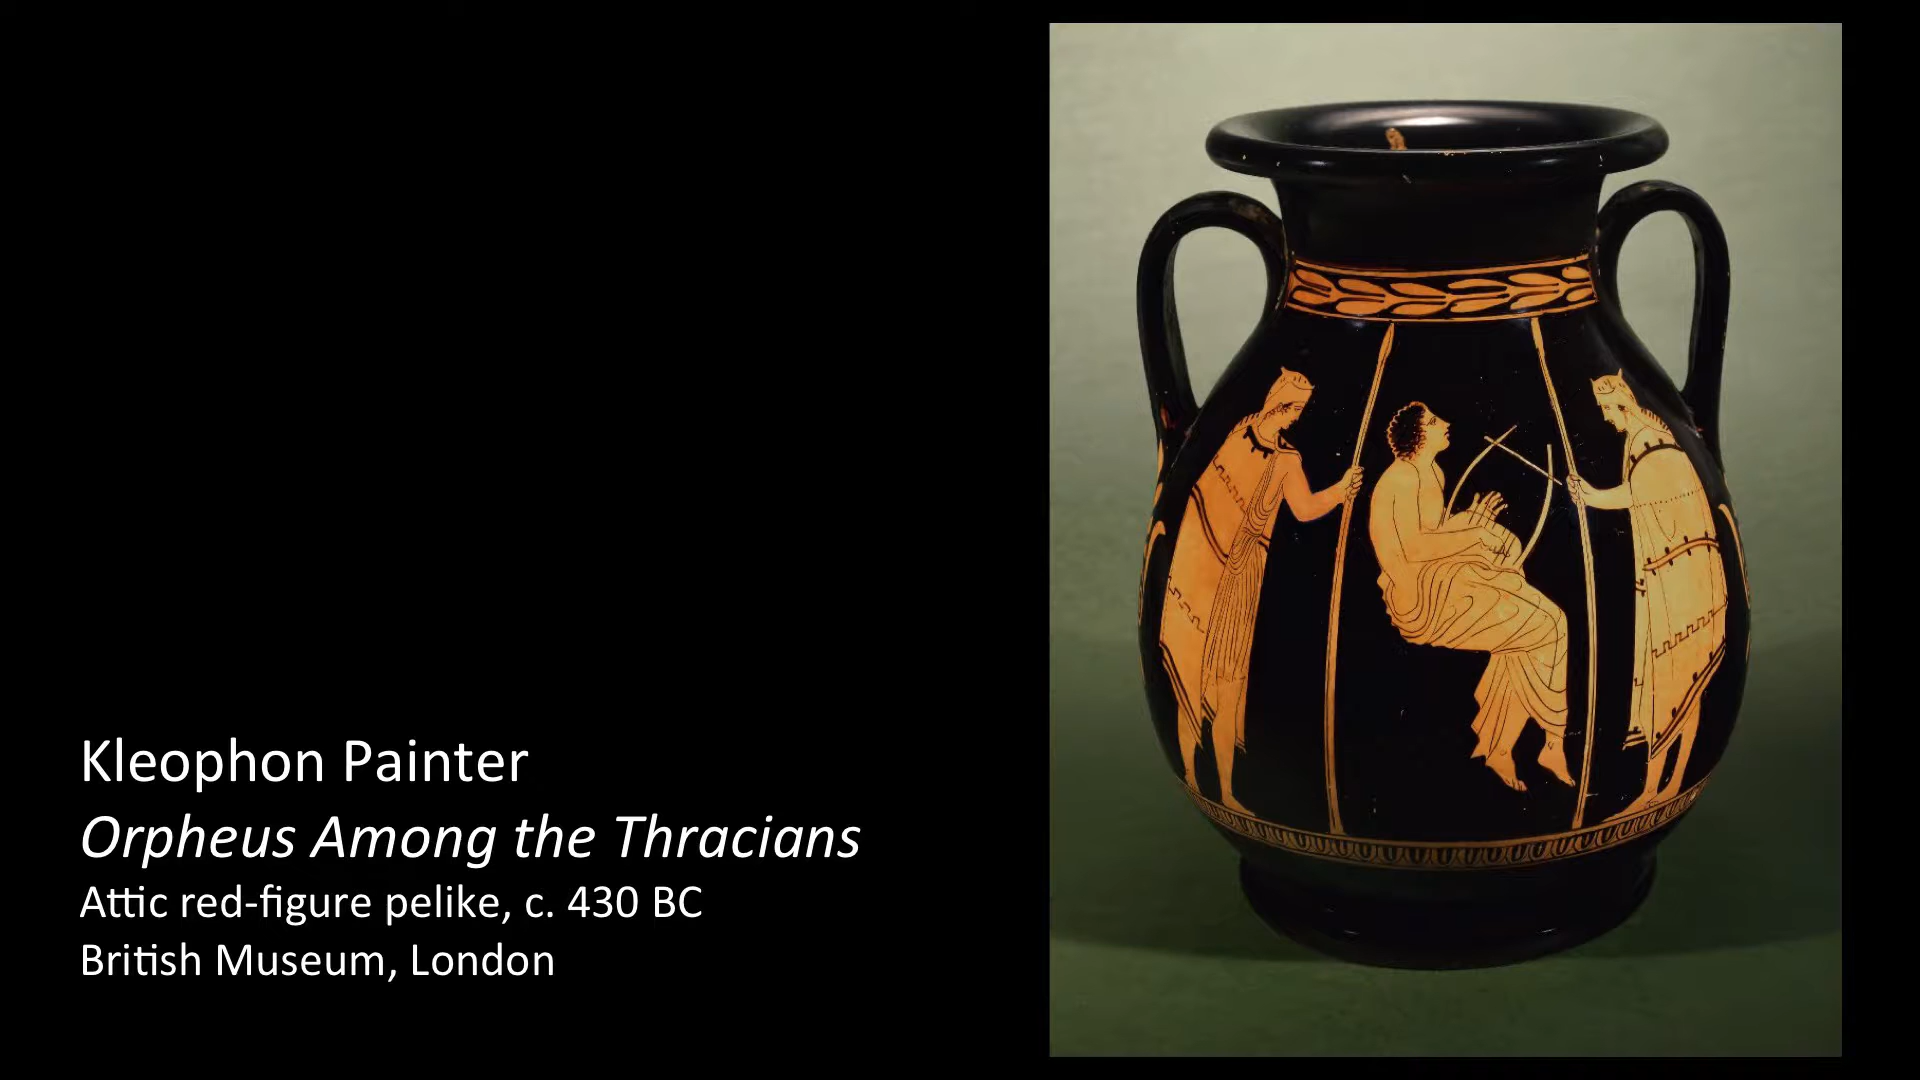 Kleophon Painter
Orpheus Among the Thracians
Attic red-figure pelike, c. 430 BC
British Museum, London